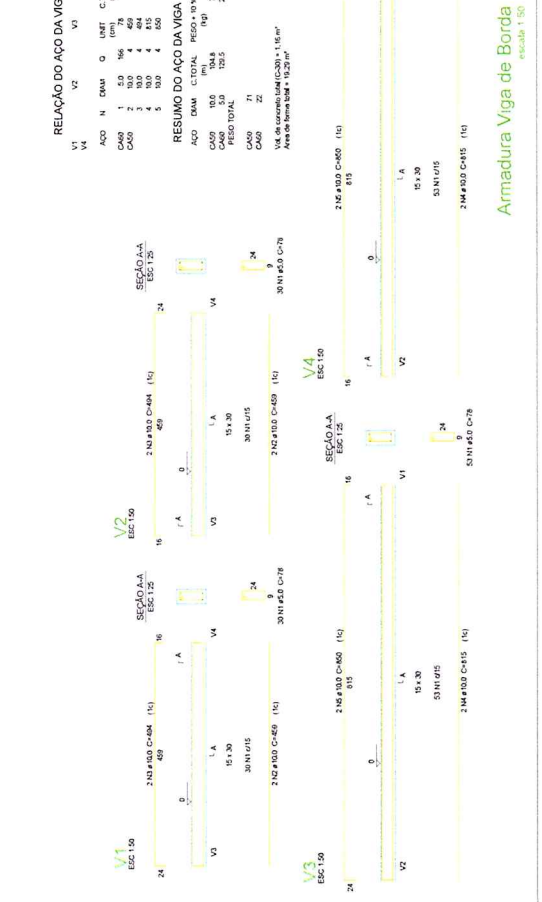 RELAÇÃO DO AÇO DA VIG
V1 V2 V3
V4
AÇO N DIAM Q UNIT C.
(cm) (
CA60 1 5.0 166 78
CA50 2 10.0 4 459
3 10.0 4 494
4 10.0 4 815
5 10.0 4 850
RESUMO DO AÇO DA VIGA
AÇO DIAM C.TOTAL PESO + 10 %
(m) (kg)
CA50 10.0 104.8
CA60 5.0 129.5
PESO TOTAL
CA50 71
CA60 22
Vol. de concreto total (C-30) = 1.16 m³
Área de forma total = 19.29 m²
V1
ESC 1:50
24
2 N3 ø10.0 C=494 (1c)
459
16
0
A
V3
V4
A
15 x 30
30 N1 c/15
2 N2 ø10.0 C=459 (1c)
SEÇÃO A-A
ESC 1:25
24
9
30 N1 ø5.0 C=78
V2
ESC 1:50
16
2 N3 ø10.0 C=494 (1c)
459
24
A
0
V3
V4
A
15 x 30
30 N1 c/15
2 N2 ø10.0 C=459 (1c)
SEÇÃO A-A
ESC 1:25
24
9
30 N1 ø5.0 C=78
V3
ESC 1:50
24
2 N5 ø10.0 C=850 (1c)
815
16
0
A
V2
V1
A
15 x 30
53 N1 c/15
2 N4 ø10.0 C=815 (1c)
SEÇÃO A-A
ESC 1:25
24
9
53 N1 ø5.0 C=78
V4
ESC 1:50
16
2 N5 ø10.0 C=850 (1c)
815
A
0
V2
A
15 x 30
53 N1 c/15
2 N4 ø10.0 C=815 (1c)
Armadura Viga de Borda
escala 1:50